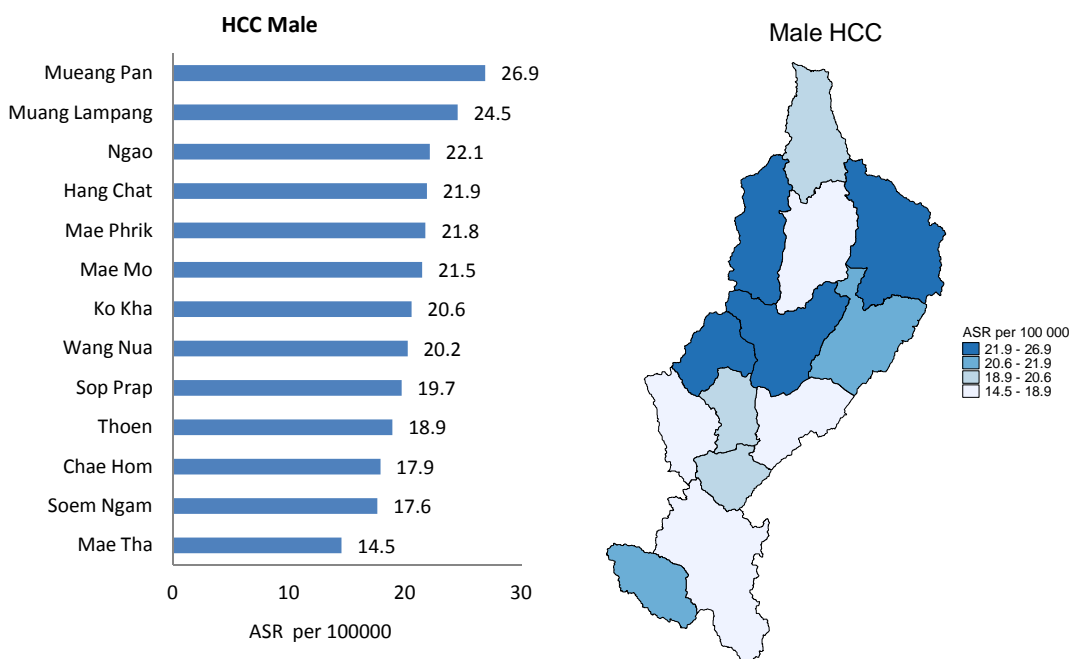 HCC Male
Mueang Pan 26.9
Muang Lampang 24.5
Ngao 22.1
Hang Chat 21.9
Mae Phrik 21.8
Mae Mo 21.5
Ko Kha 20.6
Wang Nua 20.2
Sop Prap 19.7
Thoen 18.9
Chae Hom 17.9
Soem Ngam 17.6
Mae Tha 14.5
0 10 20 30
ASR per 100000
Male HCC
ASR per 100 000
21.9 - 26.9
20.6 - 21.9
18.9 - 20.6
14.5 - 18.9